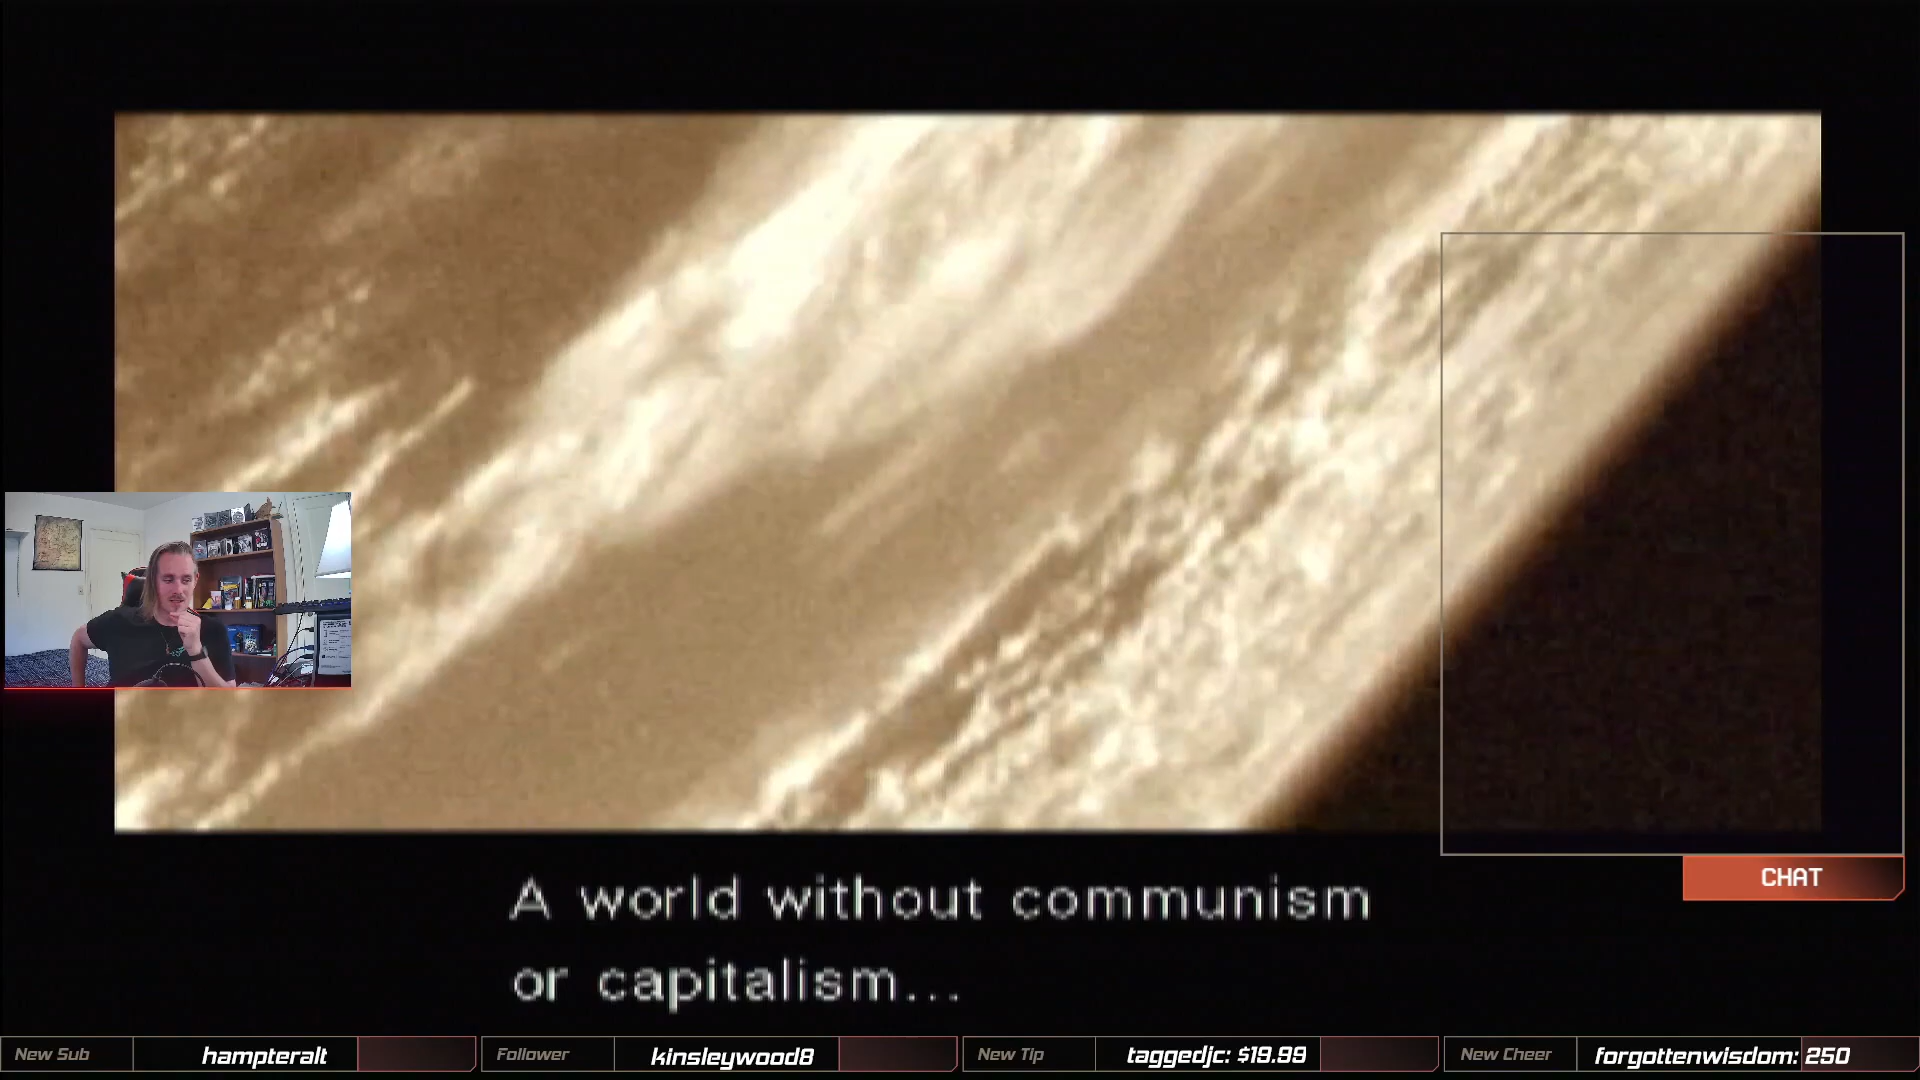 CHAT
A world without communism
or capitalism...
New Sub hampteralt Follower kinsleywood8 New Tip taggedjc: $19.99 New Cheer forgottenwisdom: 250